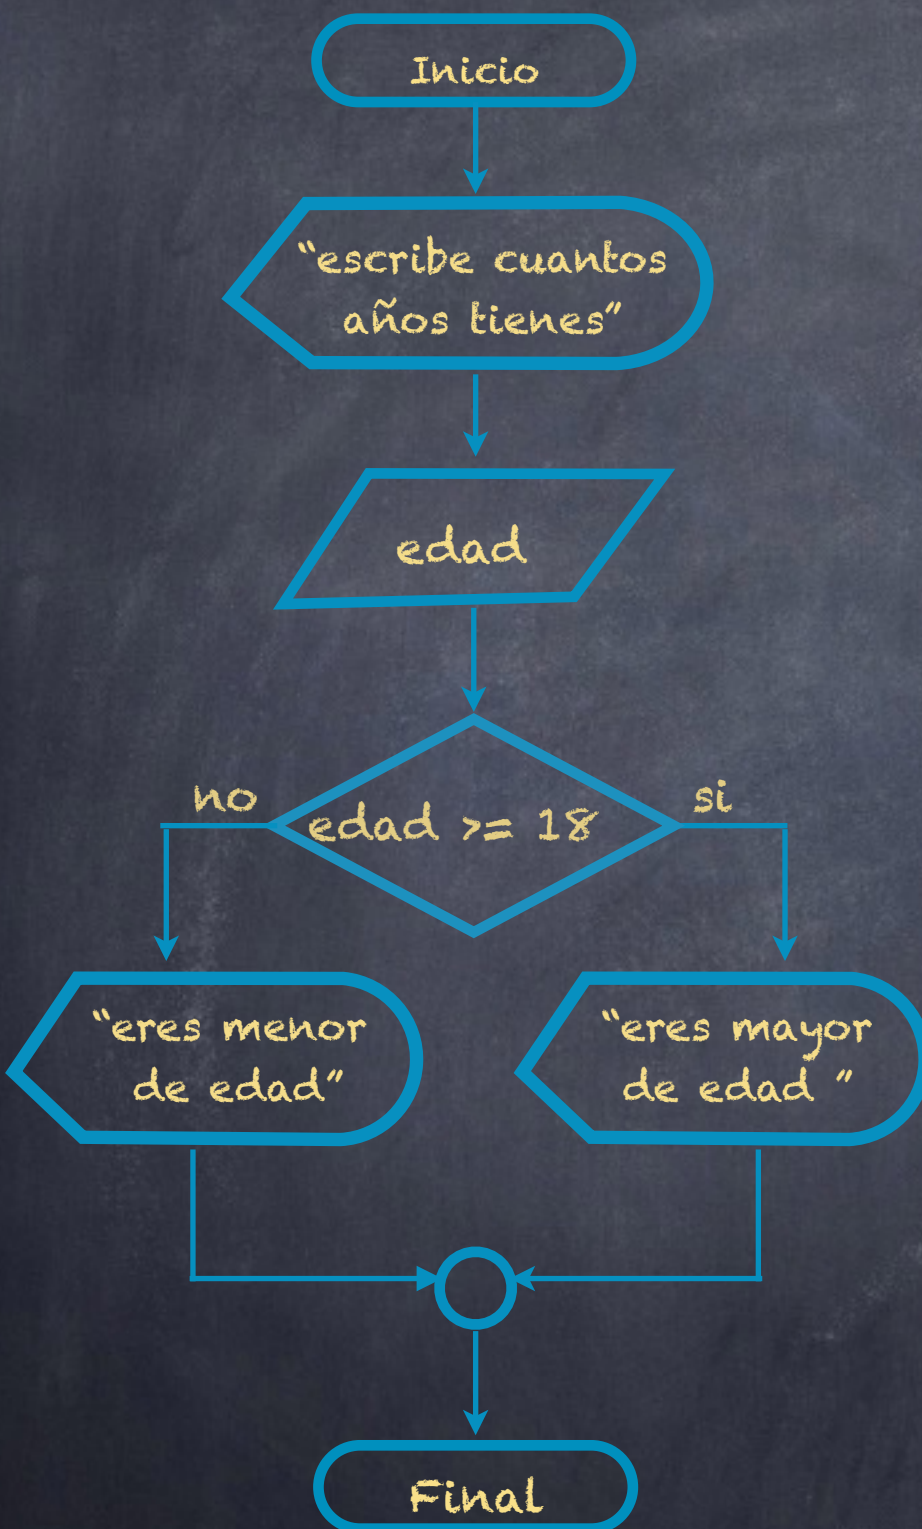 Inicio
“escribe cuantos
años tienes”
edad
no
edad >= 18
si
“eres menor
de edad”
“eres mayor
de edad ”
Final